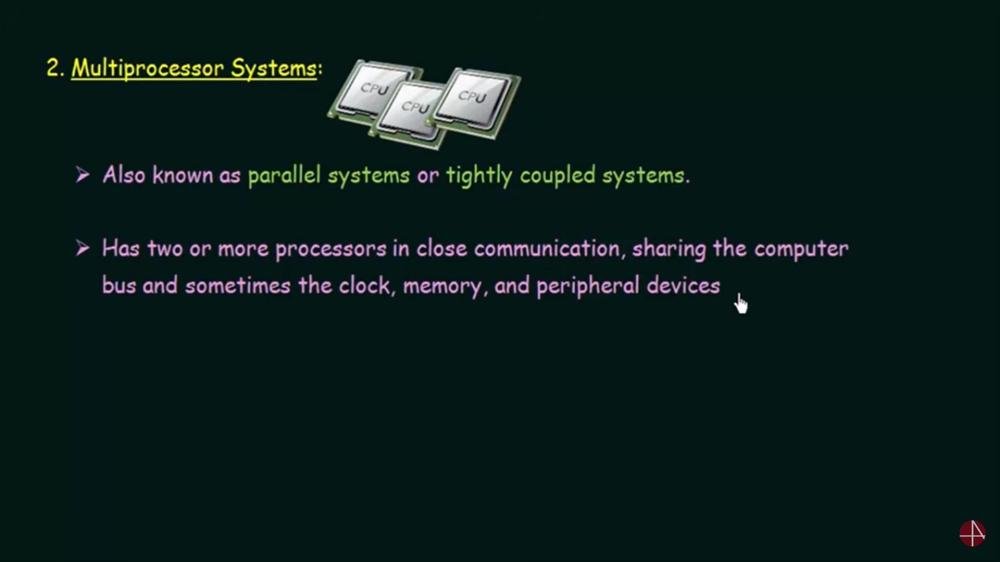 2. Multiprocessor Systems:
CPU
CPU
CPU
➢ Also known as parallel systems or tightly coupled systems.
➢ Has two or more processors in close communication, sharing the computer
bus and sometimes the clock, memory, and peripheral devices